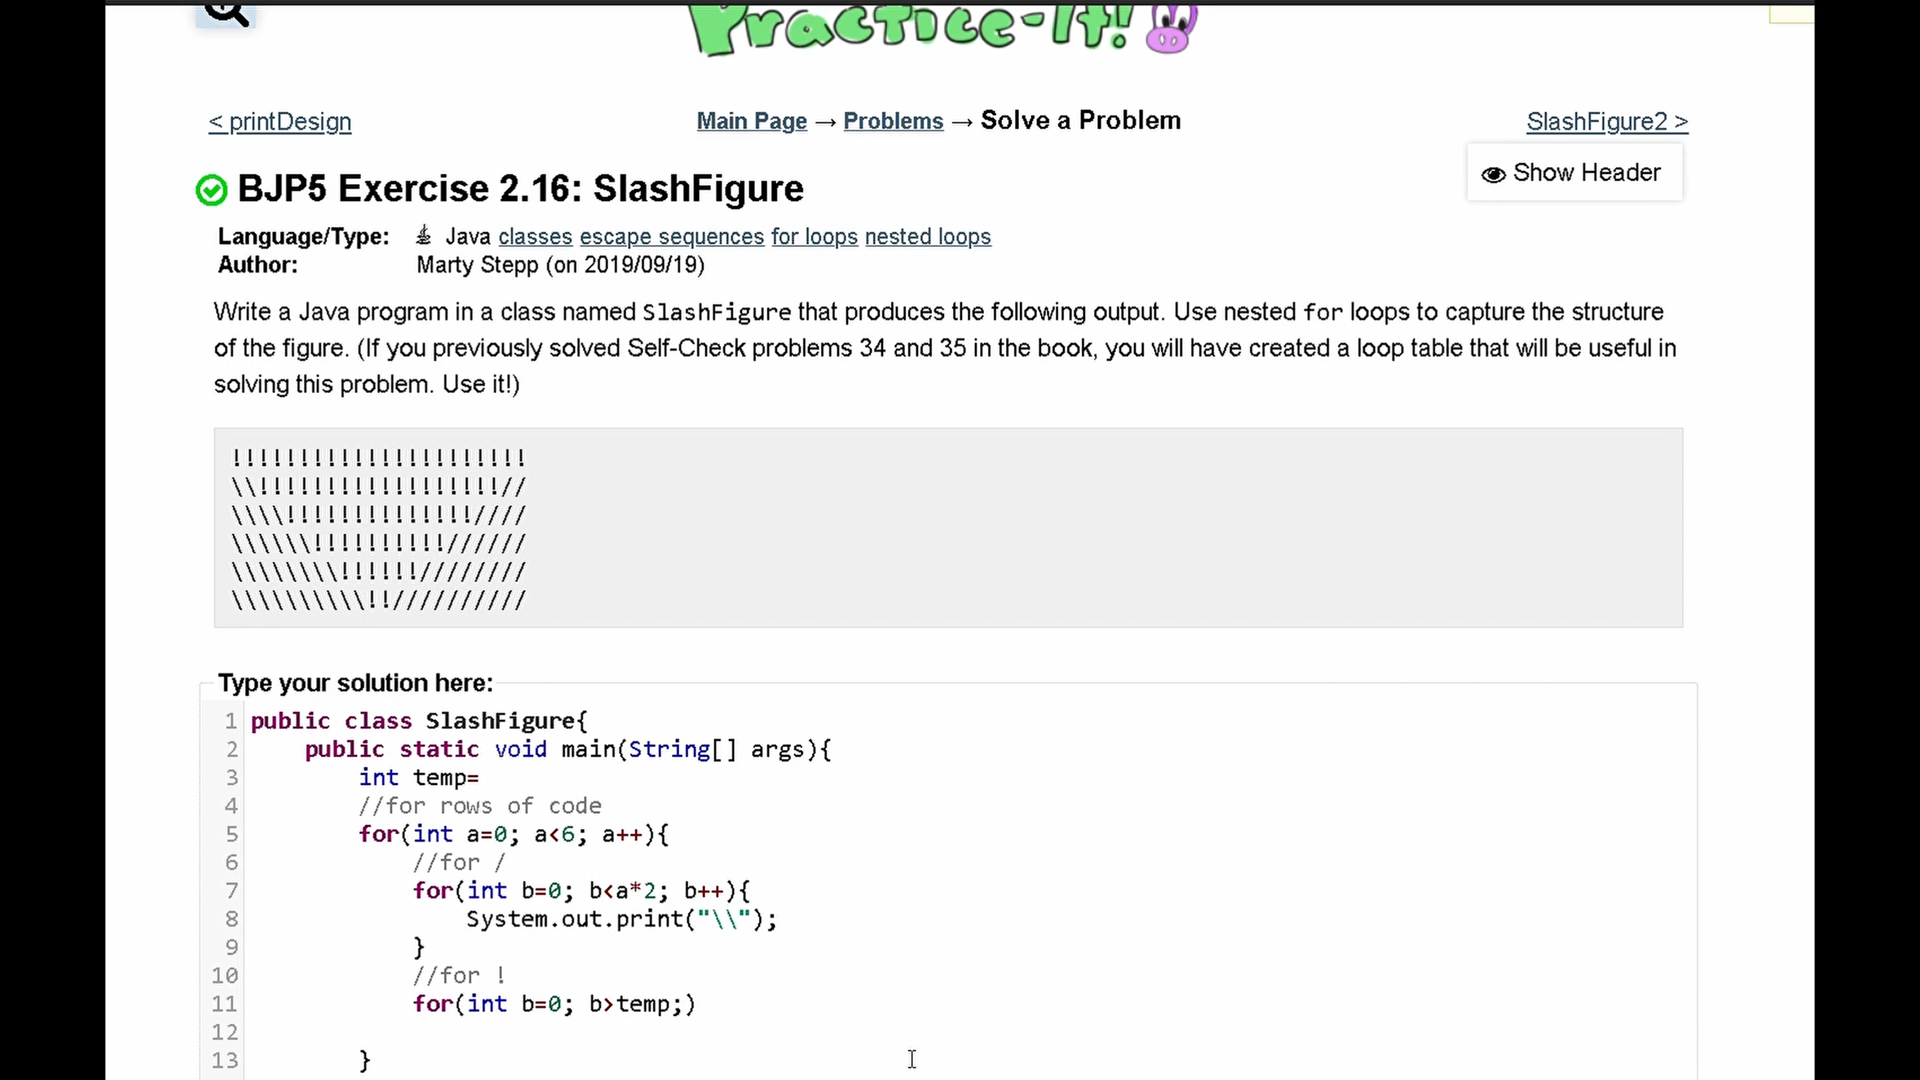 Practice-It!
< printDesign
Main Page → Problems → Solve a Problem
SlashFigure2 >
Show Header
BJP5 Exercise 2.16: SlashFigure
Language/Type: Java classes escape sequences for loops nested loops
Author: Marty Stepp (on 2019/09/19)
Write a Java program in a class named SlashFigure that produces the following output. Use nested for loops to capture the structure
of the figure. (If you previously solved Self-Check problems 34 and 35 in the book, you will have created a loop table that will be useful in
solving this problem. Use it!)
!!!!!!!!!!!!!!!!!!!!!!
\\!!!!!!!!!!!!!!!!!!//
\\\\!!!!!!!!!!!!!!////
\\\\\\!!!!!!!!!!//////
\\\\\\\\!!!!!!////////
\\\\\\\\\\!!//////////
Type your solution here:
1 public class SlashFigure{
2 public static void main(String[] args){
3 int temp=
4 //for rows of code
5 for(int a=0; a<6; a++){
6 //for /
7 for(int b=0; b<a*2; b++){
8 System.out.print("\\");
9 }
10 //for !
11 for(int b=0; b>temp;)
12
13 }